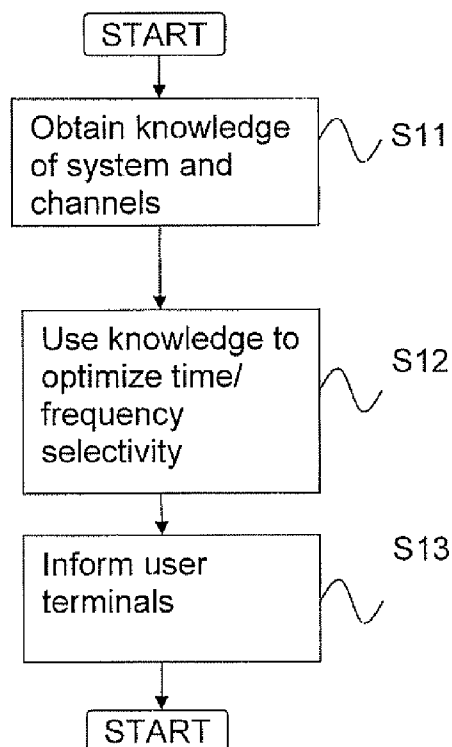 START
Obtain knowledge
of system and
channels
S11
Use knowledge to
optimize time/
frequency
selectivity
S12
Inform user
terminals
S13
START